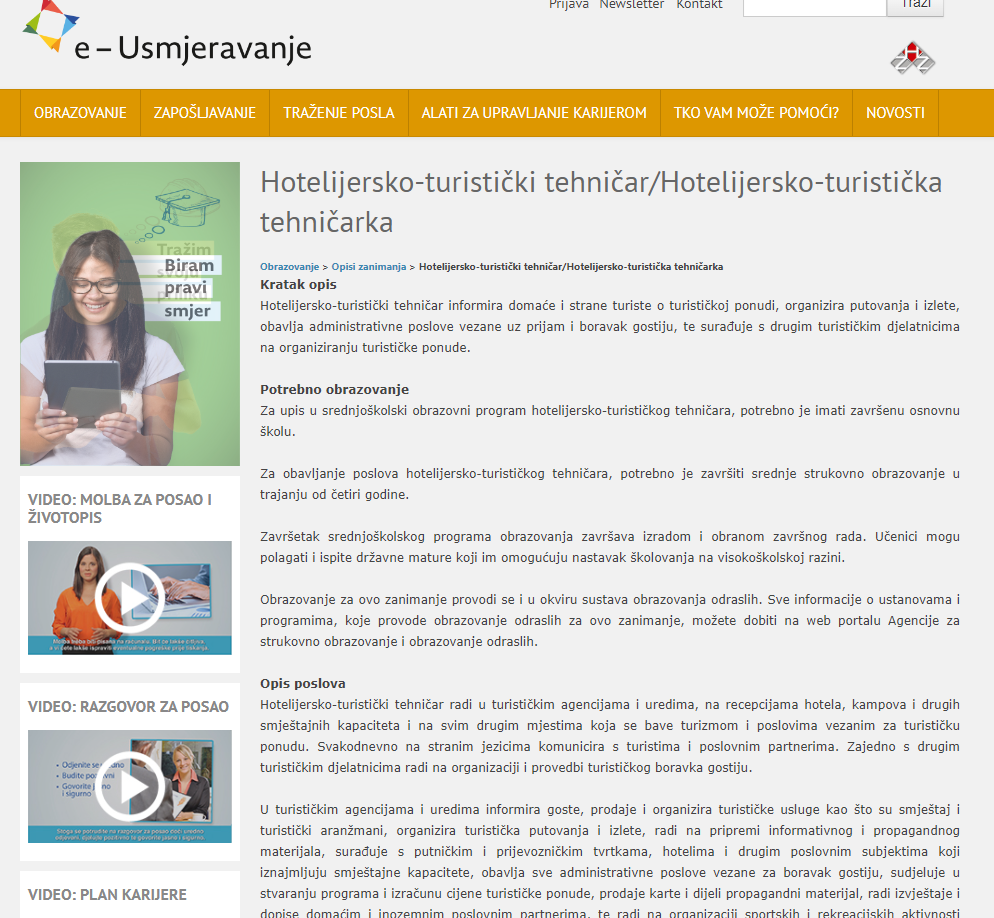 Prijava Newsletter Kontakt Traži
e – Usmjeravanje
HZZ
OBRAZOVANJE ZAPOŠLJAVANJE TRAŽENJE POSLA ALATI ZA UPRAVLJANJE KARIJEROM TKO VAM MOŽE POMOĆI? NOVOSTI
Tražim
Biram
pravi
smjer
VIDEO: MOLBA ZA POSAO I
ŽIVOTOPIS
VIDEO: RAZGOVOR ZA POSAO
• Odjenite se
• Budite
• Govorite
i sigurno
VIDEO: PLAN KARIJERE
Hotelijersko-turistički tehničar/Hotelijersko-turistička
tehničarka
Obrazovanje > Opisi zanimanja > Hotelijersko-turistički tehničar/Hotelijersko-turistička tehničarka
Kratak opis
Hotelijersko-turistički tehničar informira domaće i strane turiste o turističkoj ponudi, organizira putovanja i izlete,
obavlja administrativne poslove vezane uz prijam i boravak gostiju, te surađuje s drugim turističkim djelatnicima
na organiziranju turističke ponude.
Potrebno obrazovanje
Za upis u srednjoškolski obrazovni program hotelijersko-turističkog tehničara, potrebno je imati završenu osnovnu
školu.
Za obavljanje poslova hotelijersko-turističkog tehničara, potrebno je završiti srednje strukovno obrazovanje u
trajanju od četiri godine.
Završetak srednjoškolskog programa obrazovanja završava izradom i obranom završnog rada. Učenici mogu
polagati i ispite državne mature koji im omogućuju nastavak školovanja na visokoškolskoj razini.
Obrazovanje za ovo zanimanje provodi se i u okviru sustava obrazovanja odraslih. Sve informacije o ustanovama i
programima, koje provode obrazovanje odraslih za ovo zanimanje, možete dobiti na web portalu Agencije za
strukovno obrazovanje i obrazovanje odraslih.
Opis poslova
Hotelijersko-turistički tehničar radi u turističkim agencijama i uredima, na recepcijama hotela, kampova i drugih
smještajnih kapaciteta i na svim drugim mjestima koja se bave turizmom i poslovima vezanim za turističku
ponudu. Svakodnevno na stranim jezicima komunicira s turistima i poslovnim partnerima. Zajedno s drugim
turističkim djelatnicima radi na organizaciji i provedbi turističkog boravka gostiju.
U turističkim agencijama i uredima informira goste, prodaje i organizira turističke usluge kao što su smještaj i
turistički aranžmani, organizira turistička putovanja i izlete, radi na pripremi informativnog i propagandnog
materijala, surađuje s putničkim i prijevozničkim tvrtkama, hotelima i drugim poslovnim subjektima koji
iznajmljuju smještajne kapacitete, obavlja sve administrativne poslove vezane za boravak gostiju, sudjeluje u
stvaranju programa i izračunu cijene turističke ponude, prodaje karte i dijeli propagandni materijal, radi izvještaje i
dopise domaćim i inozemnim poslovnim partnerima, te radi na organizaciji sportskih i rekreacijskih aktivnosti